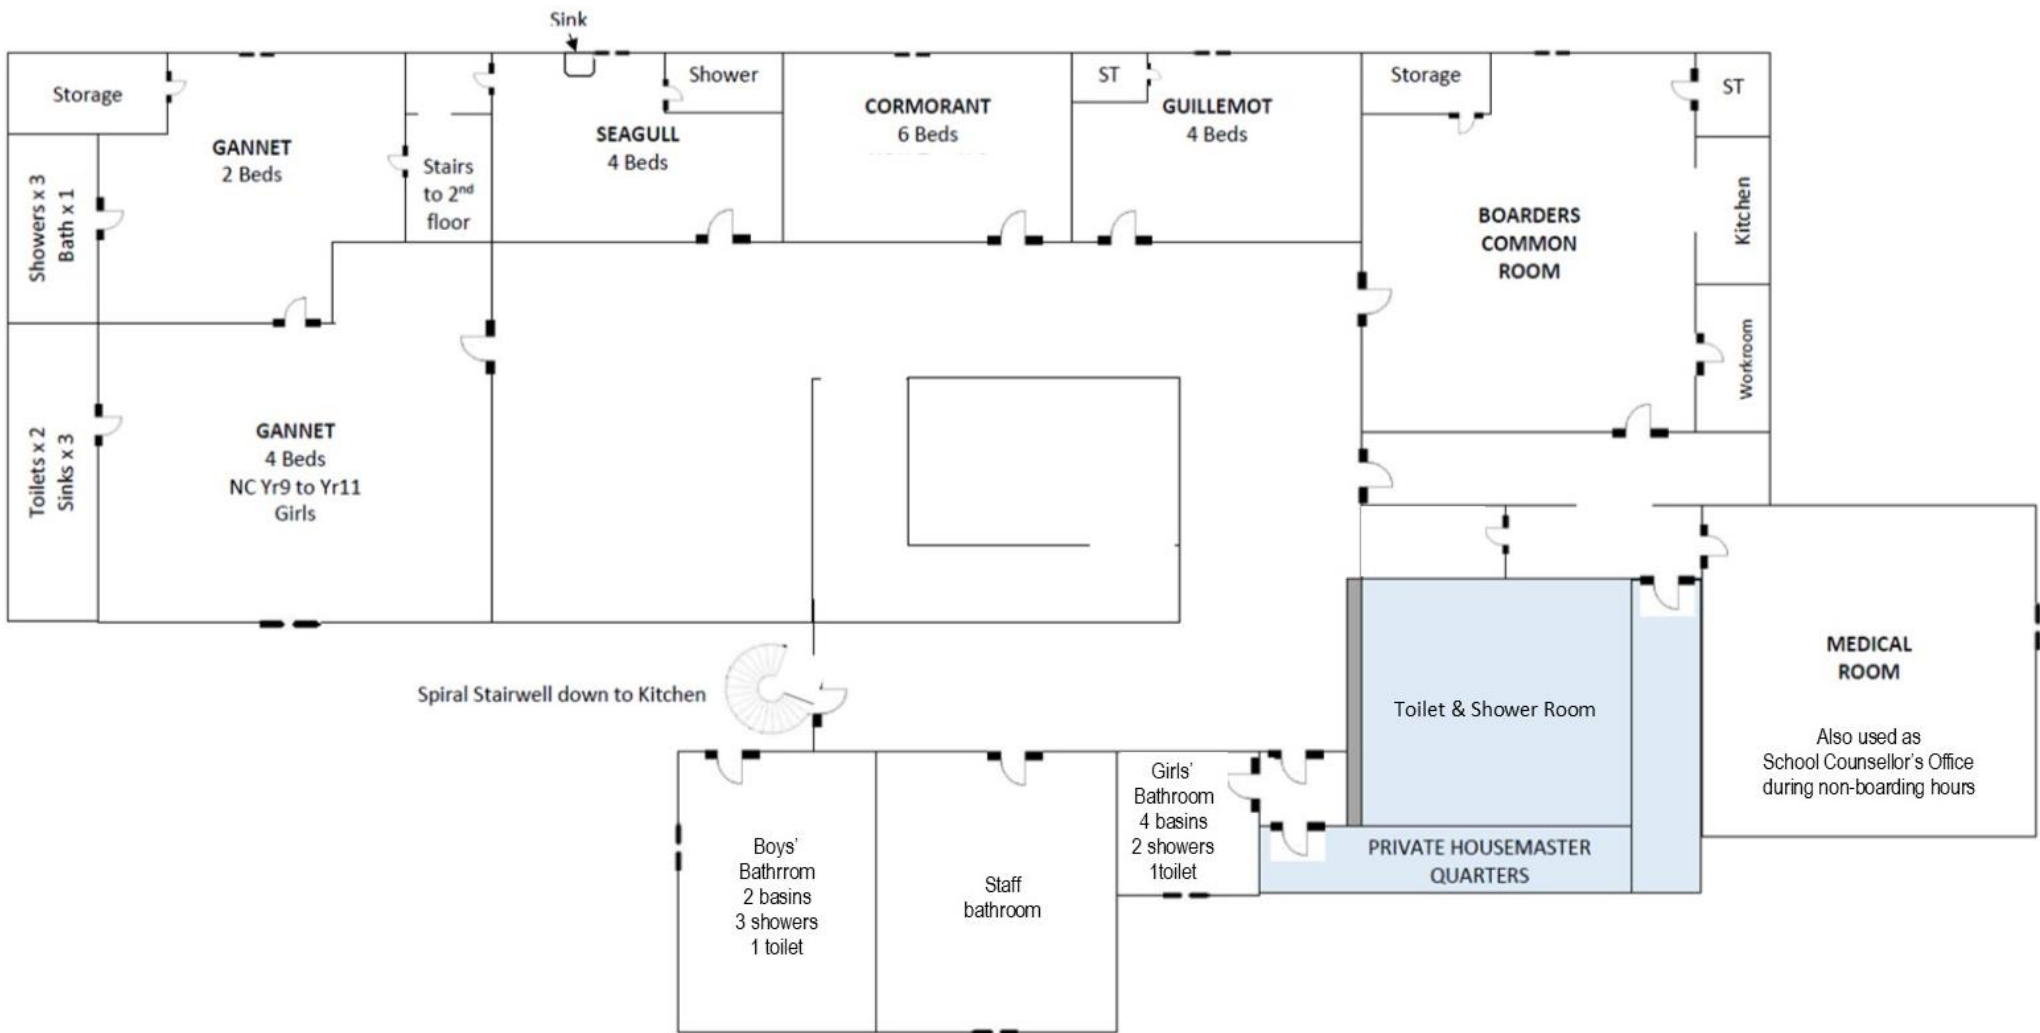 Sink
Storage
GANNET
2 Beds
Showers x 3
Bath x 1
Stairs
to 2nd
floor
SEAGULL
4 Beds
Shower
CORMORANT
6 Beds
ST
GUILLEMOT
4 Beds
Storage
ST
BOARDERS
COMMON
ROOM
Kitchen
Workroom
Toilets x 2
Sinks x 3
GANNET
4 Beds
NC Yr9 to Yr11
Girls
Spiral Stairwell down to Kitchen
Toilet & Shower Room
MEDICAL
ROOM
Also used as
School Counsellor's Office
during non-boarding hours
Boys'
Bathrrom
2 basins
3 showers
1 toilet
Staff
bathroom
Girls'
Bathroom
4 basins
2 showers
1toilet
PRIVATE HOUSEMASTER
QUARTERS